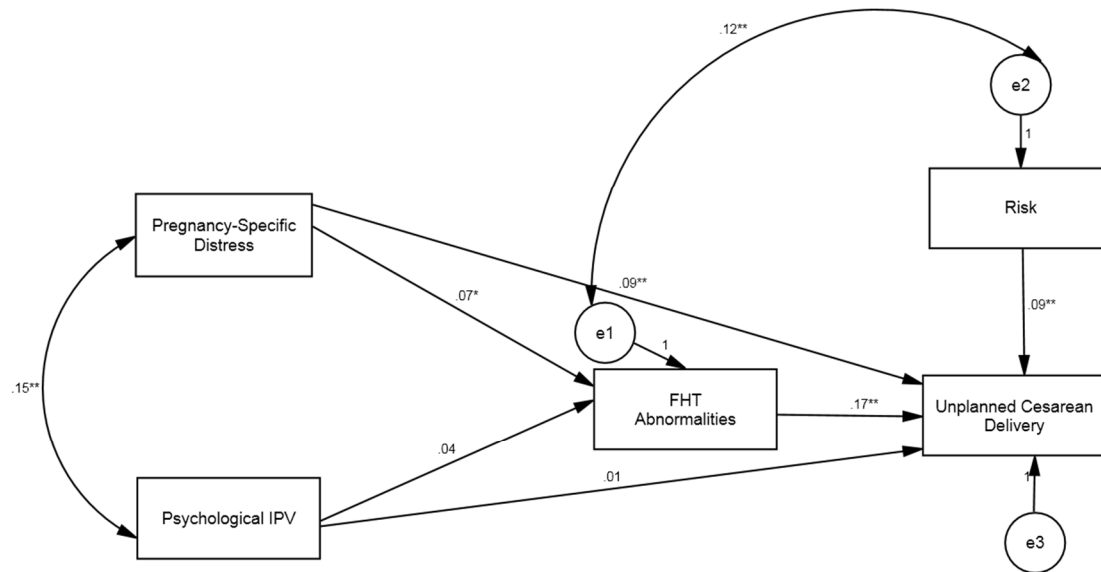 .12**
e2
1
Risk
Pregnancy-Specific
Distress
.09**
.07*
.09**
e1
1
.15**
FHT
Abnormalities
.17**
Unplanned Cesarean
Delivery
.04
.01
1
Psychological IPV
e3